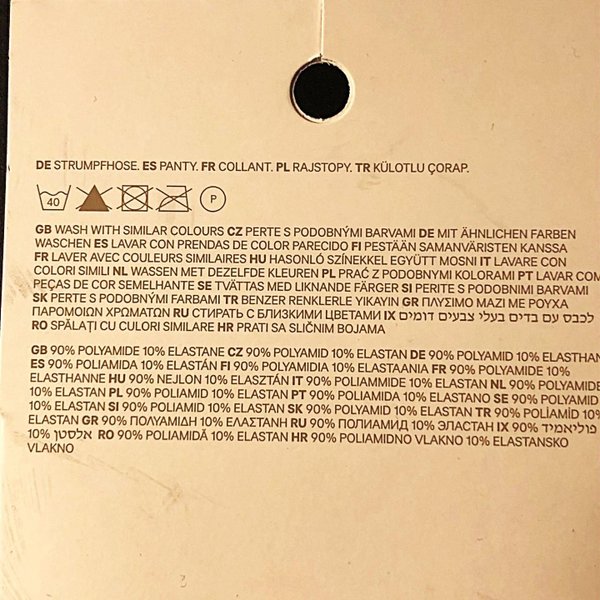 DE STRUMPFHOSE. ES PANTY. FR COLLANT. PL RAJSTOPY. TR KÜLOTLU ÇORAP.
40 P
GB WASH WITH SIMILAR COLOURS CZ PERTE S PODOBNÝMI BARVAMI DE MIT ÄHNLICHEN FARBEN
WASCHEN ES LAVAR CON PRENDAS DE COLOR PARECIDO FI PESTÄÄN SAMANVÄRISTEN KANSSA
FR LAVER AVEC COULEURS SIMILAIRES HU HASONLÓ SZÍNEKKEL EGYÜTT MOSNI IT LAVARE CON
COLORI SIMILI NL WASSEN MET DEZELFDE KLEUREN PL PRAĆ Z PODOBNYMI KOLORAMI PT LAVAR COM
PEÇAS DE COR SEMELHANTE SE TVÄTTAS MED LIKNANDE FÄRGER SI PERITE S PODOBNIMI BARVAMI
SK PERTE S PODOBNÝMI FARBAMI TR BENZER RENKLERLE YIKAYIN GR ΠΛΥΣΙΜΟ ΜΑΖΙ ΜΕ ΡΟΥΧΑ
ΠΑΡΟΜΟΙΩΝ ΧΡΩΜΑΤΩΝ RU СТИРАТЬ С БЛИЗКИМИ ЦВЕТАМИ IX לכבס עם בדים בעלי צבעים דומים
RO SPĂLAȚI CU CULORI SIMILARE HR PRATI SA SLIČNIM BOJAMA
GB 90% POLYAMIDE 10% ELASTANE CZ 90% POLYAMID 10% ELASTAN DE 90% POLYAMID 10% ELASTHAN
ES 90% POLIAMIDA 10% ELASTÁN FI 90% POLYAMIDIA 10% ELASTAANIA FR 90% POLYAMIDE 10%
ELASTHANNE HU 90% NEJLON 10% ELASZTÁN IT 90% POLIAMMIDE 10% ELASTAN NL 90% POLYAMIDE
10% ELASTAN PL 90% POLIAMID 10% ELASTAN PT 90% POLIAMIDA 10% ELASTANO SE 90% POLYAMID
10% ELASTAN SI 90% POLIAMID 10% ELASTAN SK 90% POLYAMID 10% ELASTAN TR 90% POLİAMİD 10%
ELASTAN GR 90% ΠΟΛΥΑΜΙΔΗ 10% ΕΛΑΣΤΑΝΗ RU 90% ПОЛИАМИД 10% ЭЛАСТАН IX 90% פוליאמיד
10% אלסטן RO 90% POLIAMIDĂ 10% ELASTAN HR 90% POLIAMIDNO VLAKNO 10% ELASTANSKO
VLAKNO